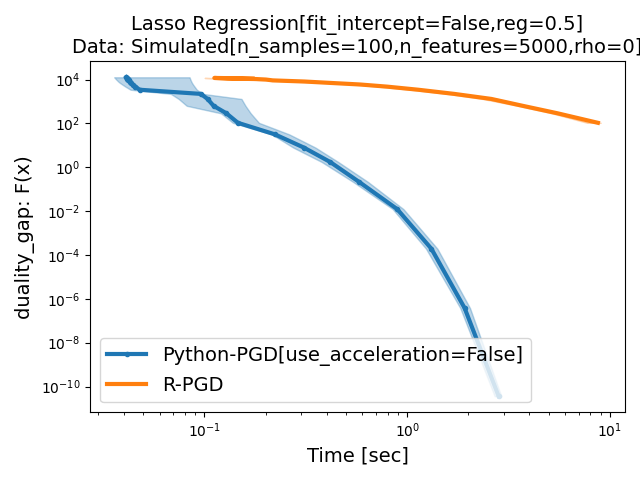 Lasso Regression[fit_intercept=False,reg=0.5]
Data: Simulated[n_samples=100,n_features=5000,rho=0]
duality_gap: F(x)
10^4
10^2
10^0
10^−2
10^−4
10^−6
10^−8
10^−10
Python-PGD[use_acceleration=False]
R-PGD
10^−1
10^0
10^1
Time [sec]